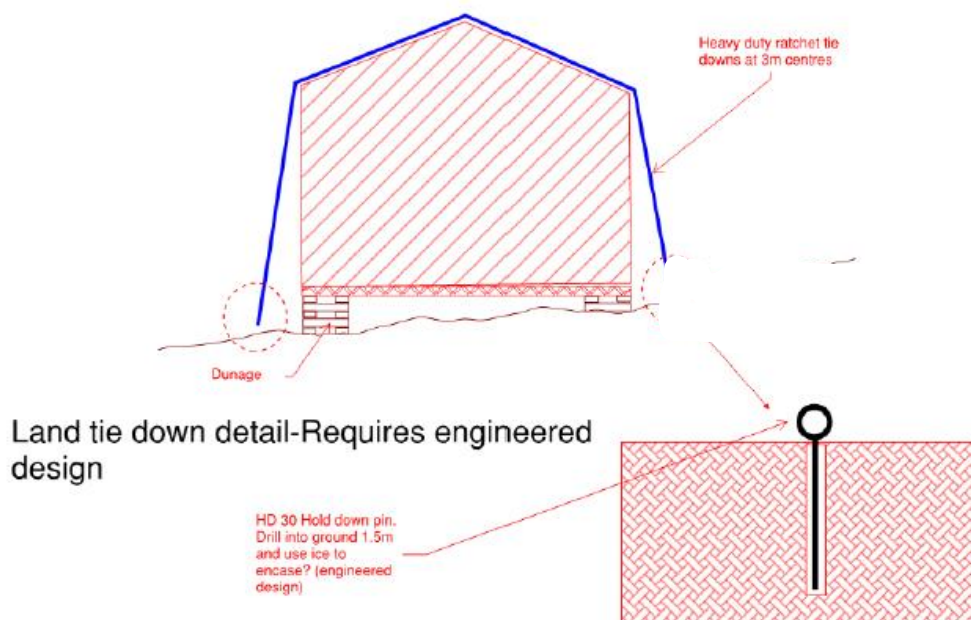 Heavy duty ratchet tie
downs at 3m centres
Dunage
Land tie down detail-Requires engineered
design
HD 30 Hold down pin.
Drill into ground 1.5m
and use ice to
encase? (engineered
design)